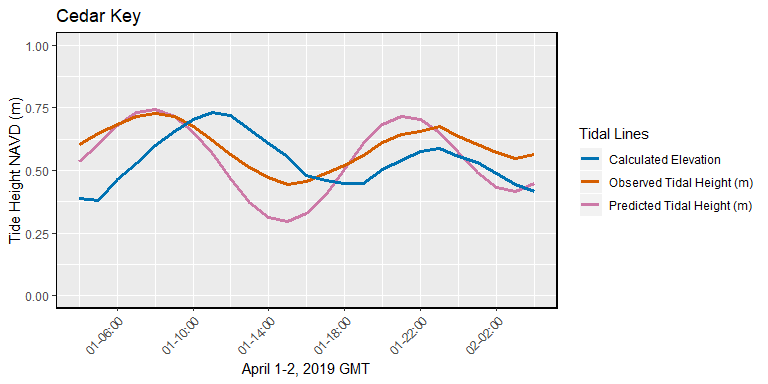 Cedar Key
Tide Height NAVD (m)
1.00
0.75
0.50
0.25
0.00
01-06:00
01-10:00
01-14:00
01-18:00
01-22:00
02-02:00
April 1-2, 2019 GMT
Tidal Lines
Calculated Elevation
Observed Tidal Height (m)
Predicted Tidal Height (m)